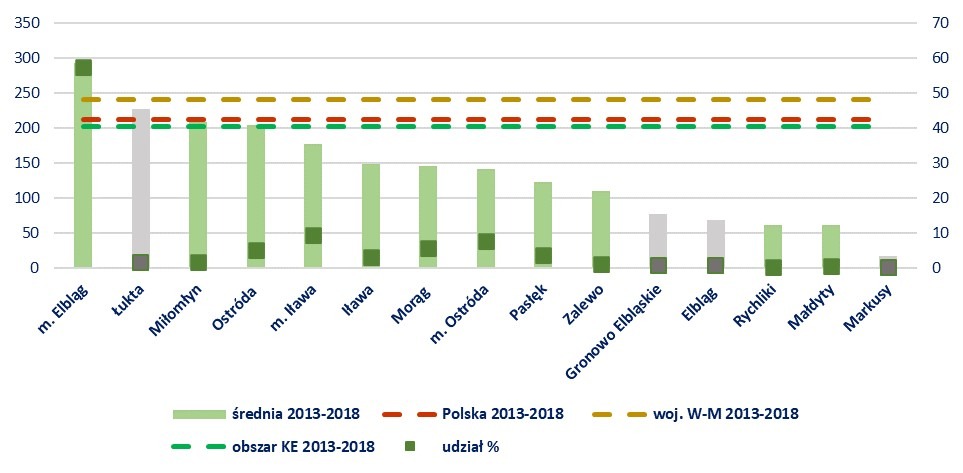 350 70
300 60
250 50
200 40
150 30
100 20
50 10
0 0
m. Elbląg Łukta Miłomłyn Ostróda m. Iława Iława Morąg m. Ostróda Pasłęk Zalewo Gronowo Elbląskie Elbląg Rychliki Małdyty Markusy
średnia 2013-2018 Polska 2013-2018 woj. W-M 2013-2018
obszar KE 2013-2018 udział %